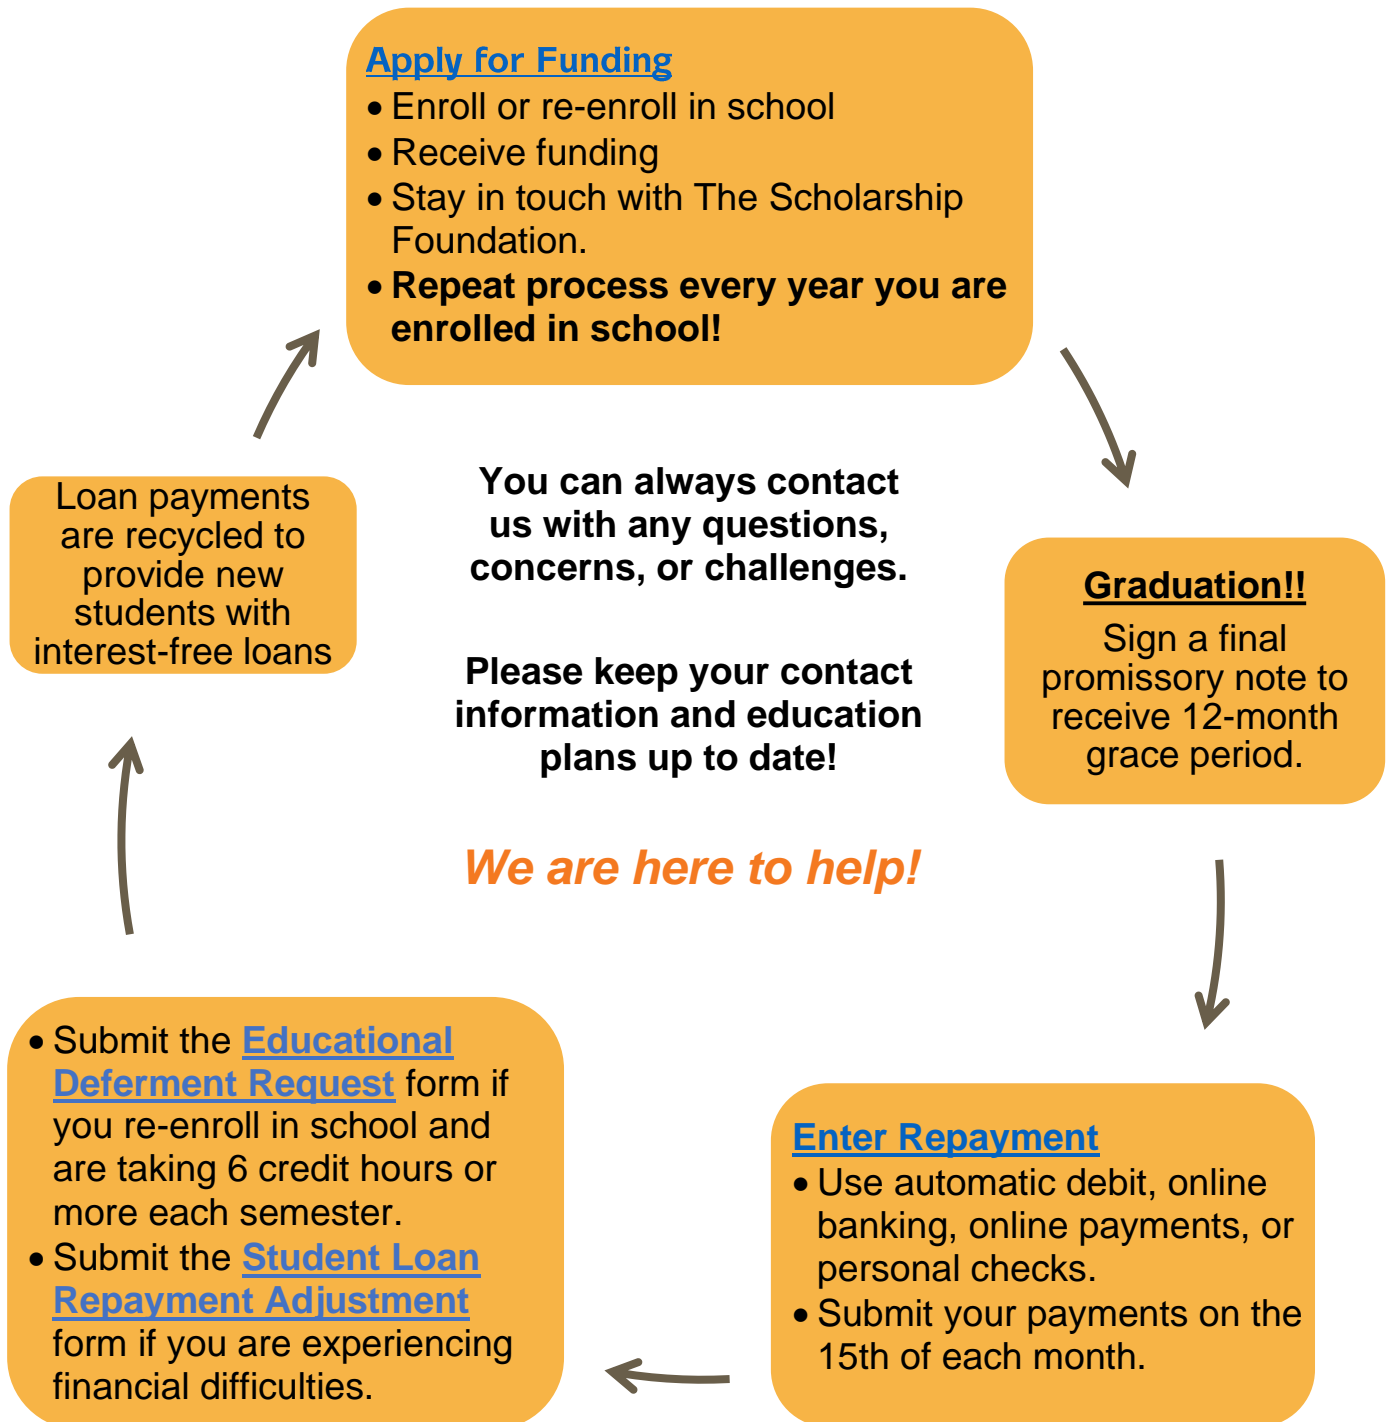 Apply for Funding
• Enroll or re-enroll in school
• Receive funding
• Stay in touch with The Scholarship
Foundation.
• Repeat process every year you are
enrolled in school!
You can always contact
us with any questions,
concerns, or challenges.
Please keep your contact
information and education
plans up to date!
We are here to help!
Graduation!!
Sign a final
promissory note to
receive 12-month
grace period.
Enter Repayment
• Use automatic debit, online
banking, online payments, or
personal checks.
• Submit your payments on the
15th of each month.
• Submit the Educational
Deferment Request form if
you re-enroll in school and
are taking 6 credit hours or
more each semester.
• Submit the Student Loan
Repayment Adjustment
form if you are experiencing
financial difficulties.
Loan payments
are recycled to
provide new
students with
interest-free loans